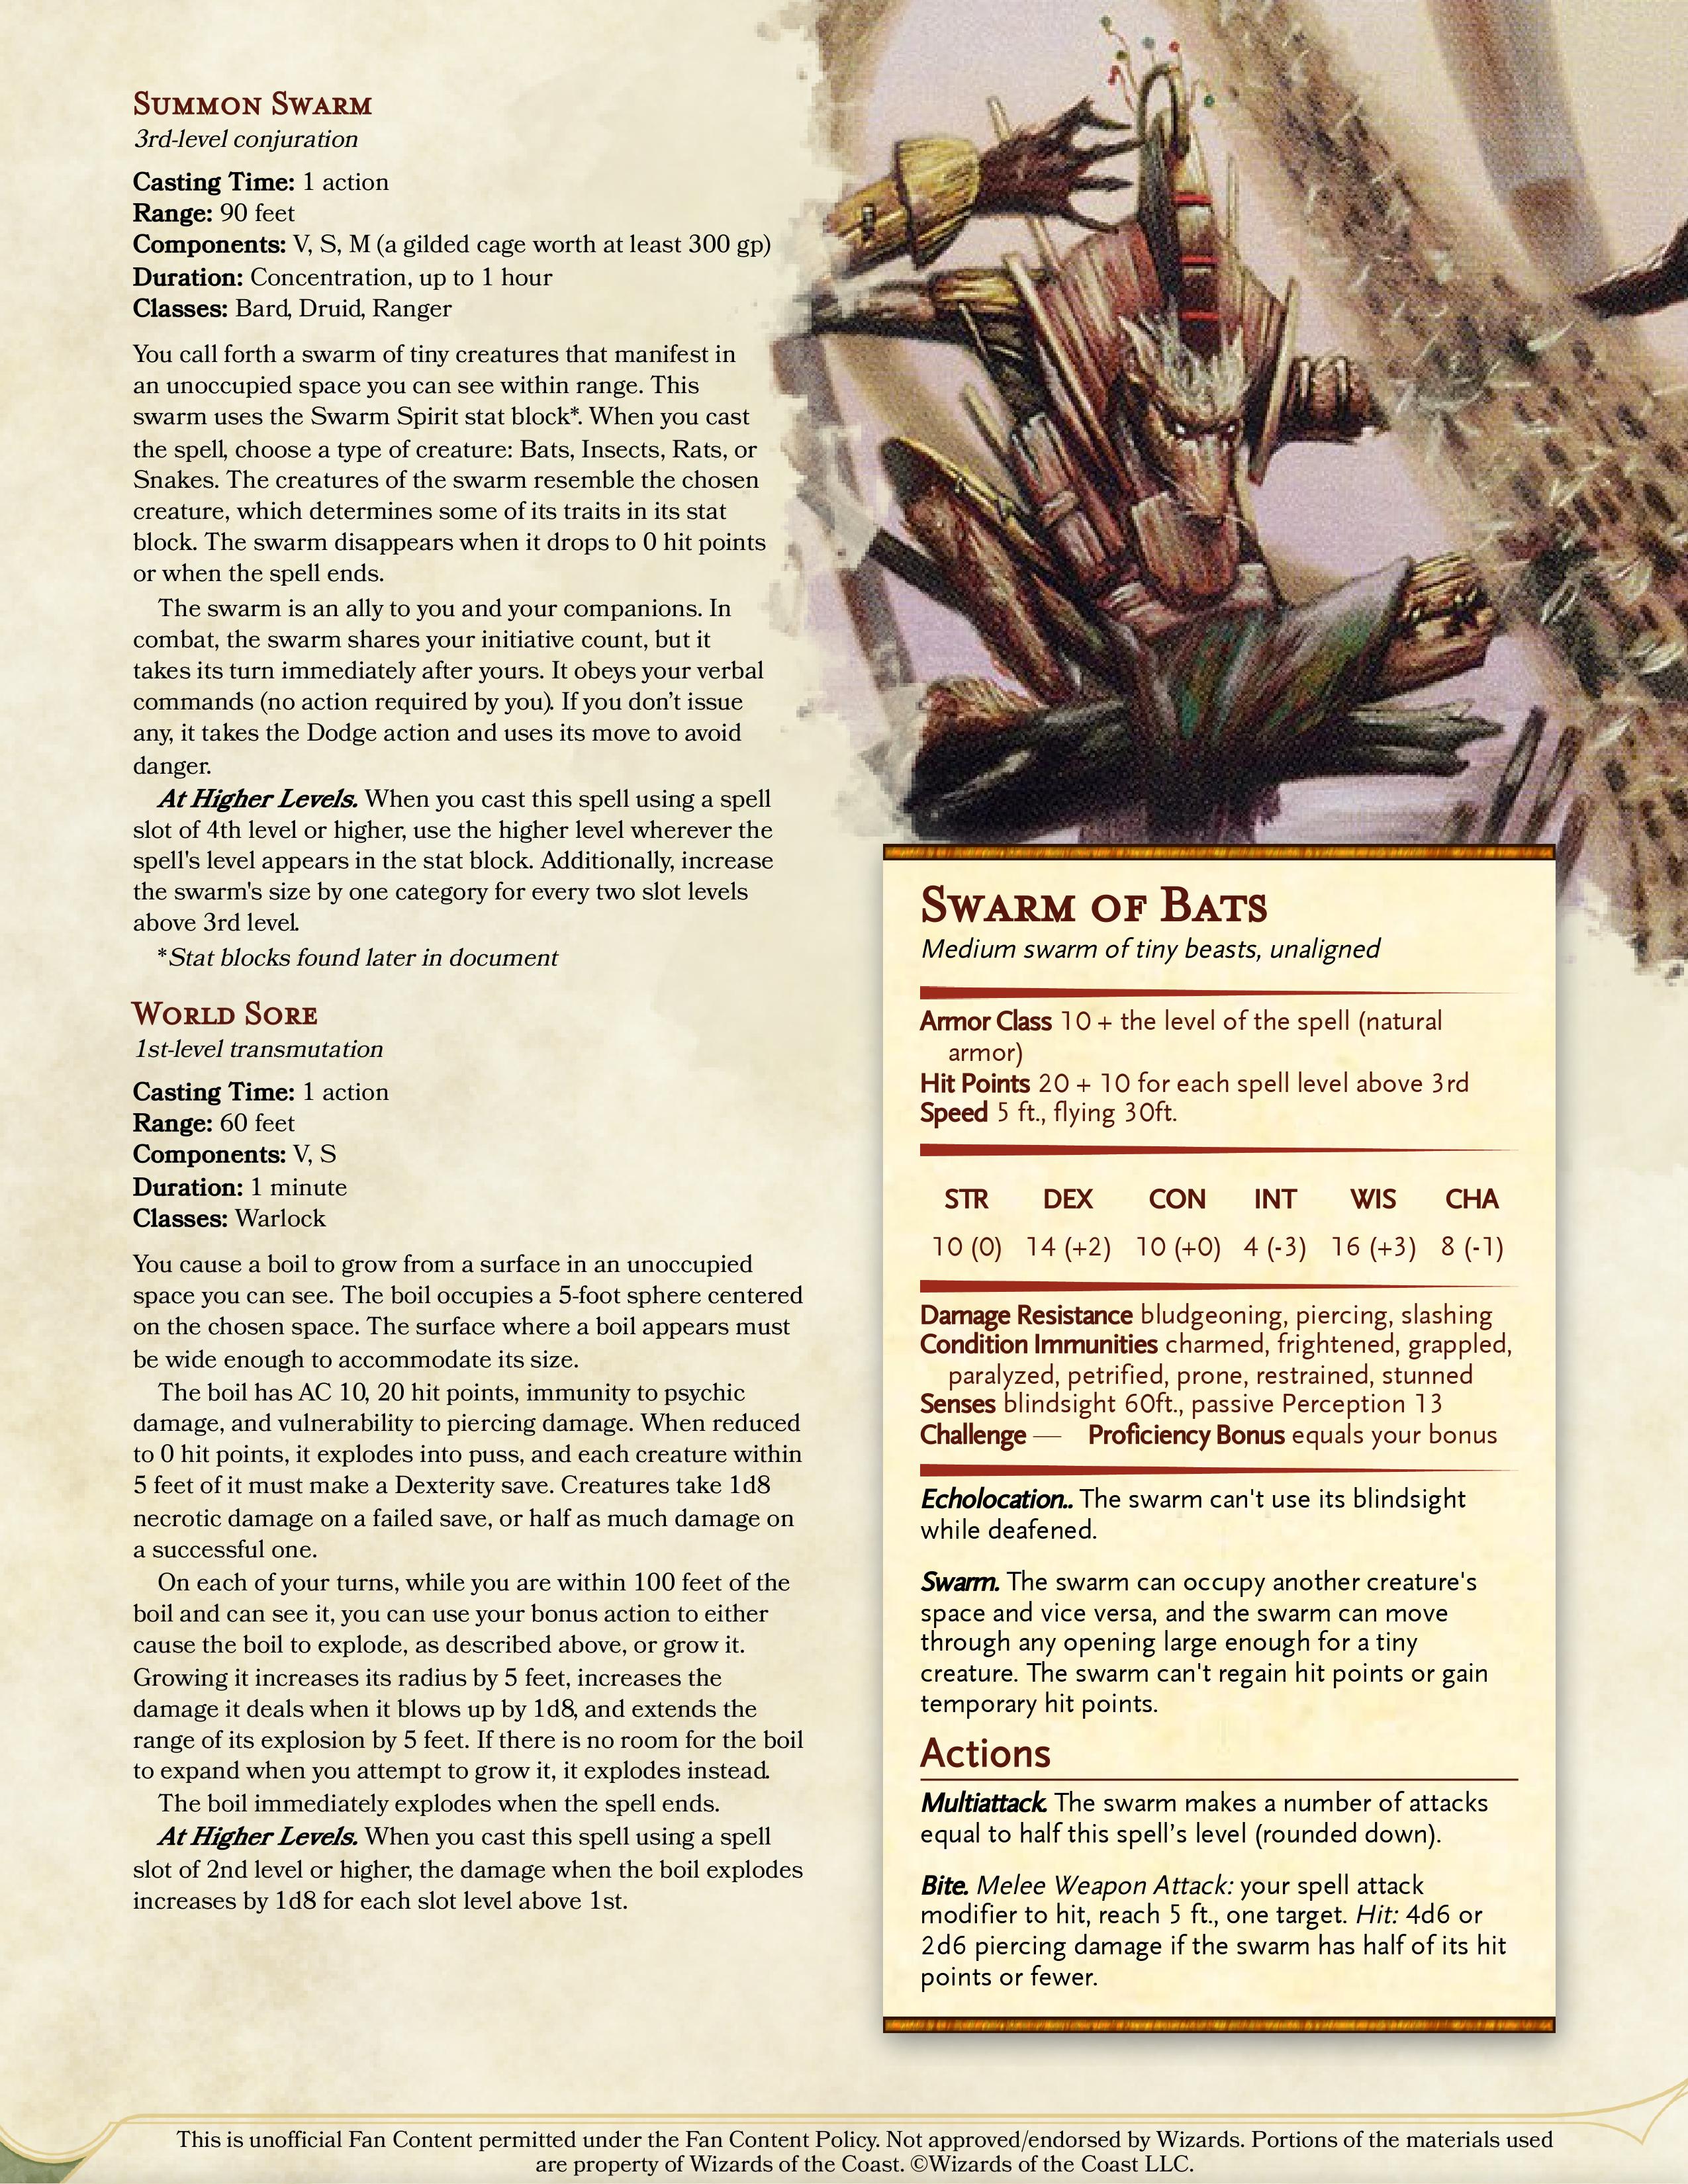 Summon Swarm
3rd-level conjuration
Casting Time: 1 action
Range: 90 feet
Components: V, S, M (a gilded cage worth at least 300 gp)
Duration: Concentration, up to 1 hour
Classes: Bard, Druid, Ranger
You call forth a swarm of tiny creatures that manifest in
an unoccupied space you can see within range. This
swarm uses the Swarm Spirit stat block*. When you cast
the spell, choose a type of creature: Bats, Insects, Rats, or
Snakes. The creatures of the swarm resemble the chosen
creature, which determines some of its traits in its stat
block. The swarm disappears when it drops to 0 hit points
or when the spell ends.
The swarm is an ally to you and your companions. In
combat, the swarm shares your initiative count, but it
takes its turn immediately after yours. It obeys your verbal
commands (no action required by you). If you don't issue
any, it takes the Dodge action and uses its move to avoid
danger.
At Higher Levels. When you cast this spell using a spell
slot of 4th level or higher, use the higher level wherever the
spell's level appears in the stat block. Additionally, increase
the swarm's size by one category for every two slot levels
above 3rd level.
*Stat blocks found later in document
World Sore
1st-level transmutation
Casting Time: 1 action
Range: 60 feet
Components: V, S
Duration: 1 minute
Classes: Warlock
You cause a boil to grow from a surface in an unoccupied
space you can see. The boil occupies a 5-foot sphere centered
on the chosen space. The surface where a boil appears must
be wide enough to accommodate its size.
The boil has AC 10, 20 hit points, immunity to psychic
damage, and vulnerability to piercing damage. When reduced
to 0 hit points, it explodes into puss, and each creature within
5 feet of it must make a Dexterity save. Creatures take 1d8
necrotic damage on a failed save, or half as much damage on
a successful one.
On each of your turns, while you are within 100 feet of the
boil and can see it, you can use your bonus action to either
cause the boil to explode, as described above, or grow it.
Growing it increases its radius by 5 feet, increases the
damage it deals when it blows up by 1d8, and extends the
range of its explosion by 5 feet. If there is no room for the boil
to expand when you attempt to grow it, it explodes instead.
The boil immediately explodes when the spell ends.
At Higher Levels. When you cast this spell using a spell
slot of 2nd level or higher, the damage when the boil explodes
increases by 1d8 for each slot level above 1st.
Swarm of Bats
Medium swarm of tiny beasts, unaligned
Armor Class 10 + the level of the spell (natural
armor)
Hit Points 20 + 10 for each spell level above 3rd
Speed 5 ft., flying 30ft.
STR DEX CON INT WIS CHA
10 (0) 14 (+2) 10 (+0) 4 (-3) 16 (+3) 8 (-1)
Damage Resistance bludgeoning, piercing, slashing
Condition Immunities charmed, frightened, grappled,
paralyzed, petrified, prone, restrained, stunned
Senses blindsight 60ft., passive Perception 13
Challenge — Proficiency Bonus equals your bonus
Echolocation.. The swarm can't use its blindsight
while deafened.
Swarm. The swarm can occupy another creature's
space and vice versa, and the swarm can move
through any opening large enough for a tiny
creature. The swarm can't regain hit points or gain
temporary hit points.
Actions
Multiattack. The swarm makes a number of attacks
equal to half this spell's level (rounded down).
Bite. Melee Weapon Attack: your spell attack
modifier to hit, reach 5 ft., one target. Hit: 4d6 or
2d6 piercing damage if the swarm has half of its hit
points or fewer.
This is unofficial Fan Content permitted under the Fan Content Policy. Not approved/endorsed by Wizards. Portions of the materials used
are property of Wizards of the Coast. ©Wizards of the Coast LLC.